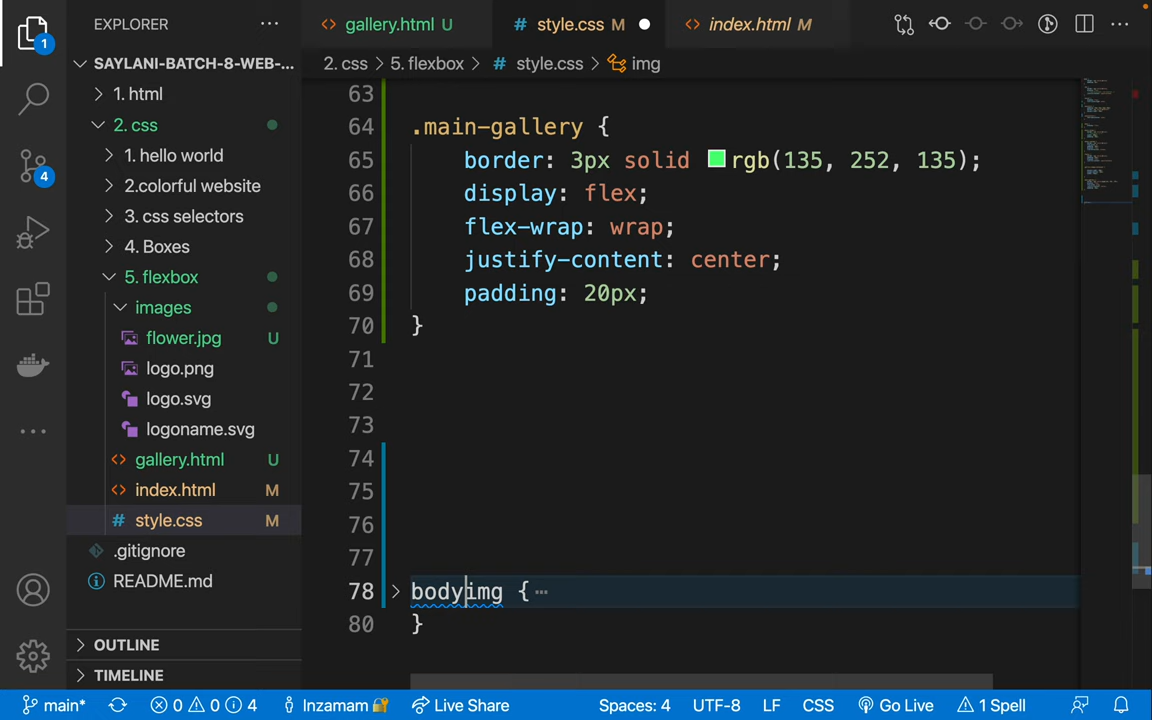 EXPLORER
gallery.html U
style.css M
index.html M
SAYLANI-BATCH-8-WEB-...
2. css > 5. flexbox > style.css > img
1. html
2. css
1. hello world
2.colorful website
3. css selectors
4. Boxes
5. flexbox
images
flower.jpg U
logo.png
logo.svg
logoname.svg
gallery.html U
index.html M
style.css M
.gitignore
README.md
OUTLINE
TIMELINE
1
4
63
64 .main-gallery {
65 border: 3px solid rgb(135, 252, 135);
66 display: flex;
67 flex-wrap: wrap;
68 justify-content: center;
69 padding: 20px;
70 }
71
72
73
74
75
76
77
78 bodyimg { ...
80 }
main* 0 0 4 Inzamam Live Share Spaces: 4 UTF-8 LF CSS Go Live 1 Spell